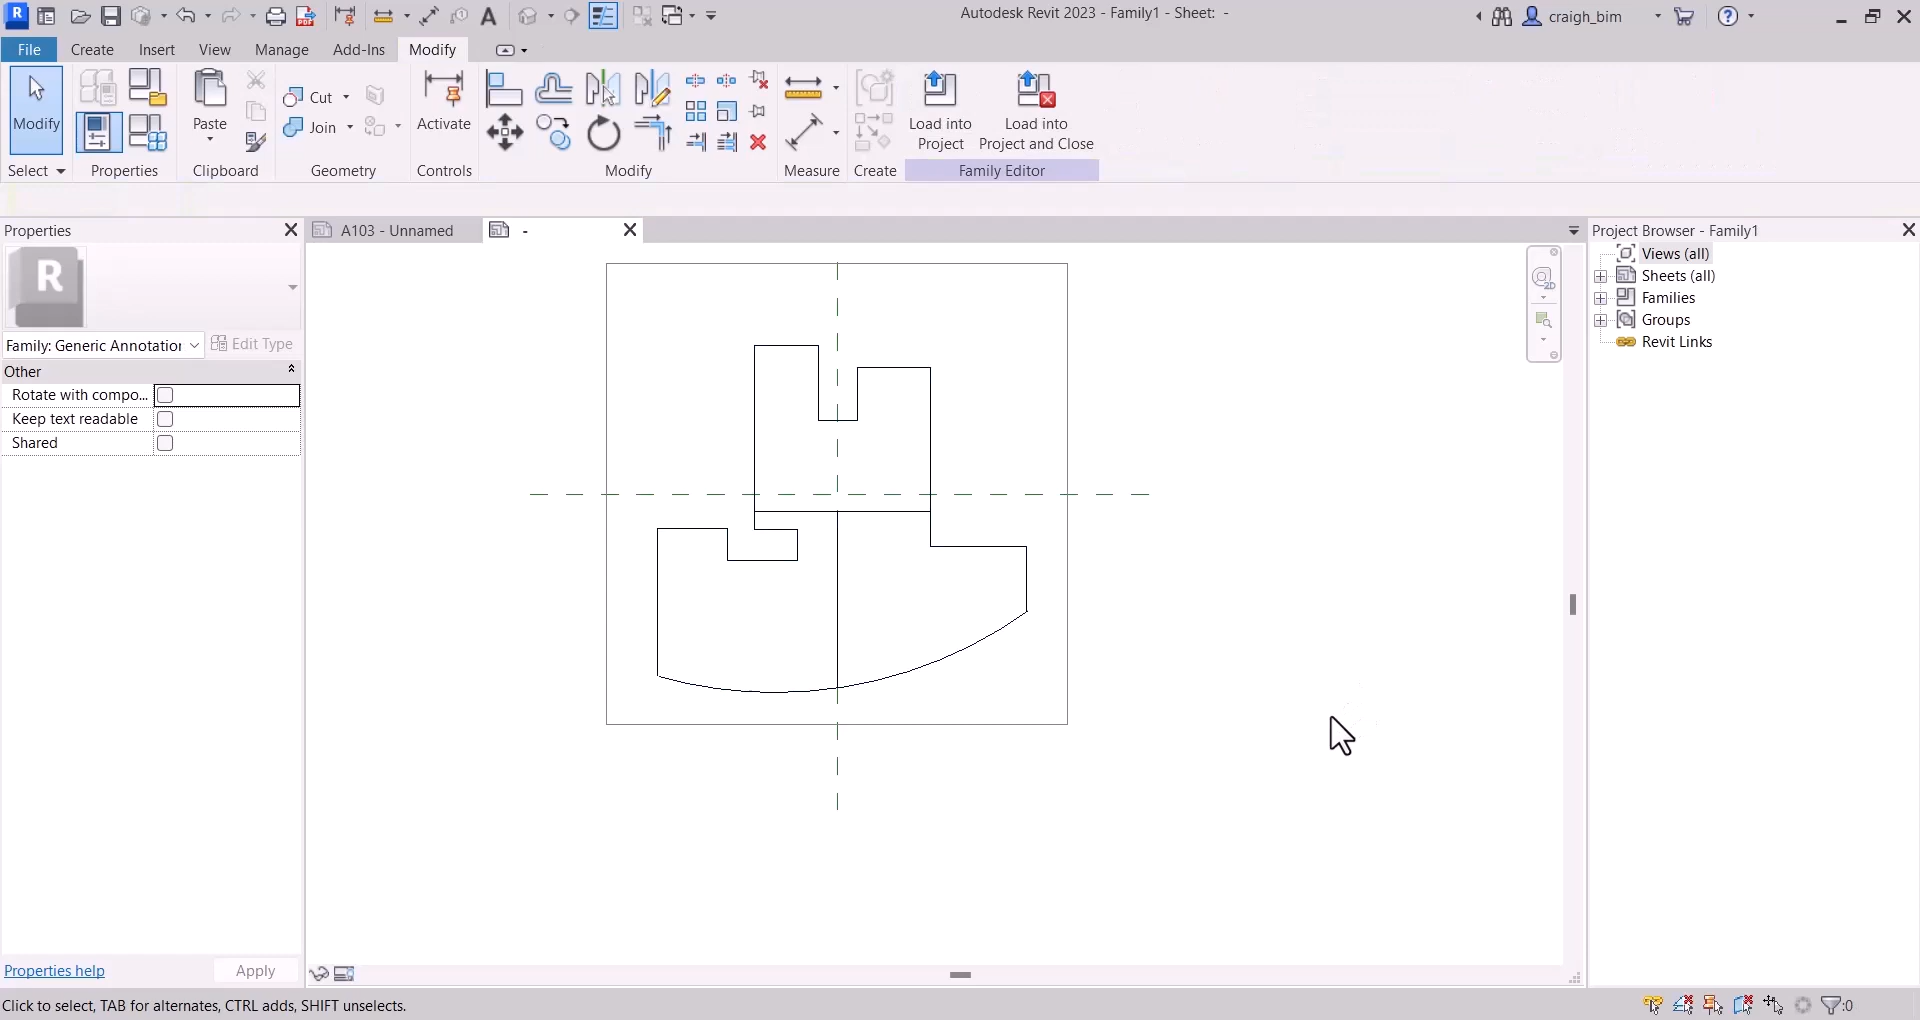 Autodesk Revit 2023 - Family1 - Sheet: -
craigh_bim
File
Create
Insert
View
Manage
Add-Ins
Modify
Modify
Paste
Cut
Join
Activate
Load into
Project
Load into
Project and Close
Select
Properties
Clipboard
Geometry
Controls
Modify
Measure
Create
Family Editor
Properties
A103 - Unnamed
-
Project Browser - Family1
R
Family: Generic Annotation
Edit Type
Other
Rotate with compo...
Keep text readable
Shared
Views (all)
Sheets (all)
Families
Groups
Revit Links
2D
Properties help
Apply
Click to select, TAB for alternates, CTRL adds, SHIFT unselects.
:0